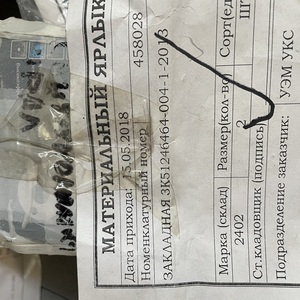 МАТЕРИАЛЬНЫЙ ЯРЛЫК
Дата прихода: 15.05.2018
Номенклатурный номер 458028
ЗАКЛАДНАЯ ЗК51246464-004-1-2013
Марка (склад) Размер(кол-во) Сорт(ед
2402 2 ШТ
Ст.кладовщик (подпись)
Подразделение заказчик: УЭМ УКС